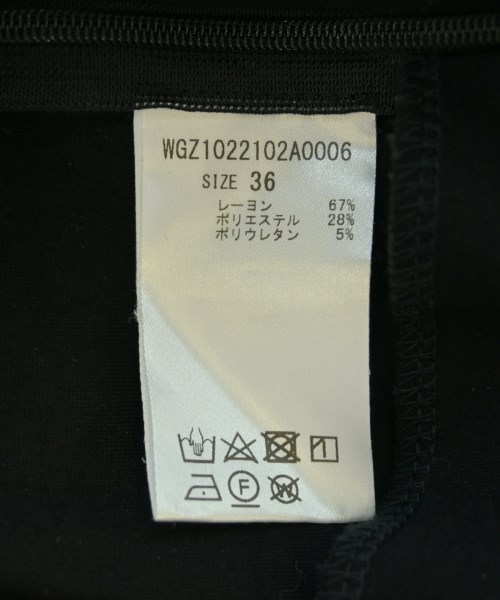 WGZ1022102A0006
SIZE 36
レーヨン 67%
ポリエステル 28%
ポリウレタン 5%
F W